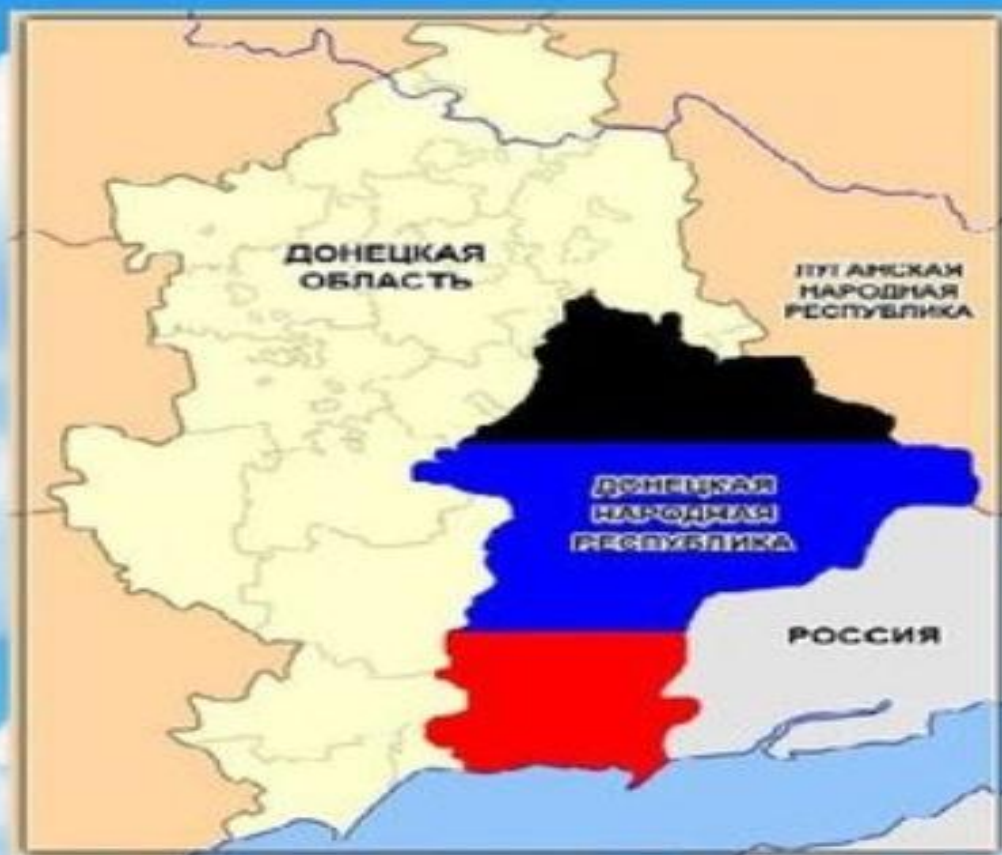 ДОНЕЦКАЯ
ОБЛАСТЬ
ЛУГАНСКАЯ
НАРОДНАЯ
РЕСПУБЛИКА
ДОНЕЦКАЯ
НАРОДНАЯ
РЕСПУБЛИКА
РОССИЯ